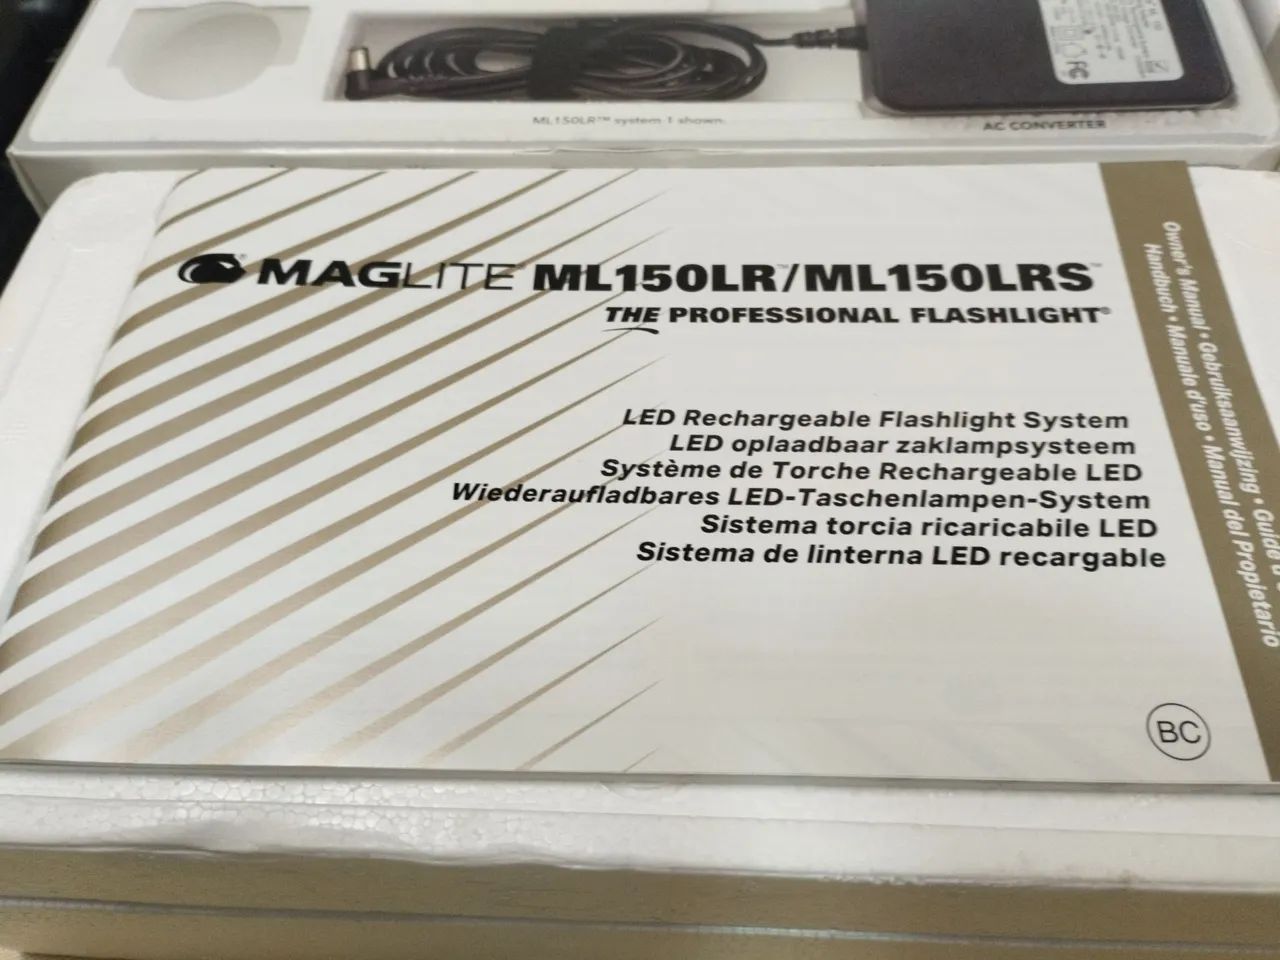 ML150LR™ system 1 shown.
AC CONVERTER
FC
MAGLITE® ML150LR™/ML150LRS™
THE PROFESSIONAL FLASHLIGHT®
LED Rechargeable Flashlight System
LED oplaadbaar zaklampsysteem
Système de Torche Rechargeable LED
Wiederaufladbares LED-Taschenlampen-System
Sistema torcia ricaricabile LED
Sistema de linterna LED recargable
Owner's Manual • Gebruiksaanwijzing • Guide
Handbuch • Manuale d'uso • Manual del Propietario
BC